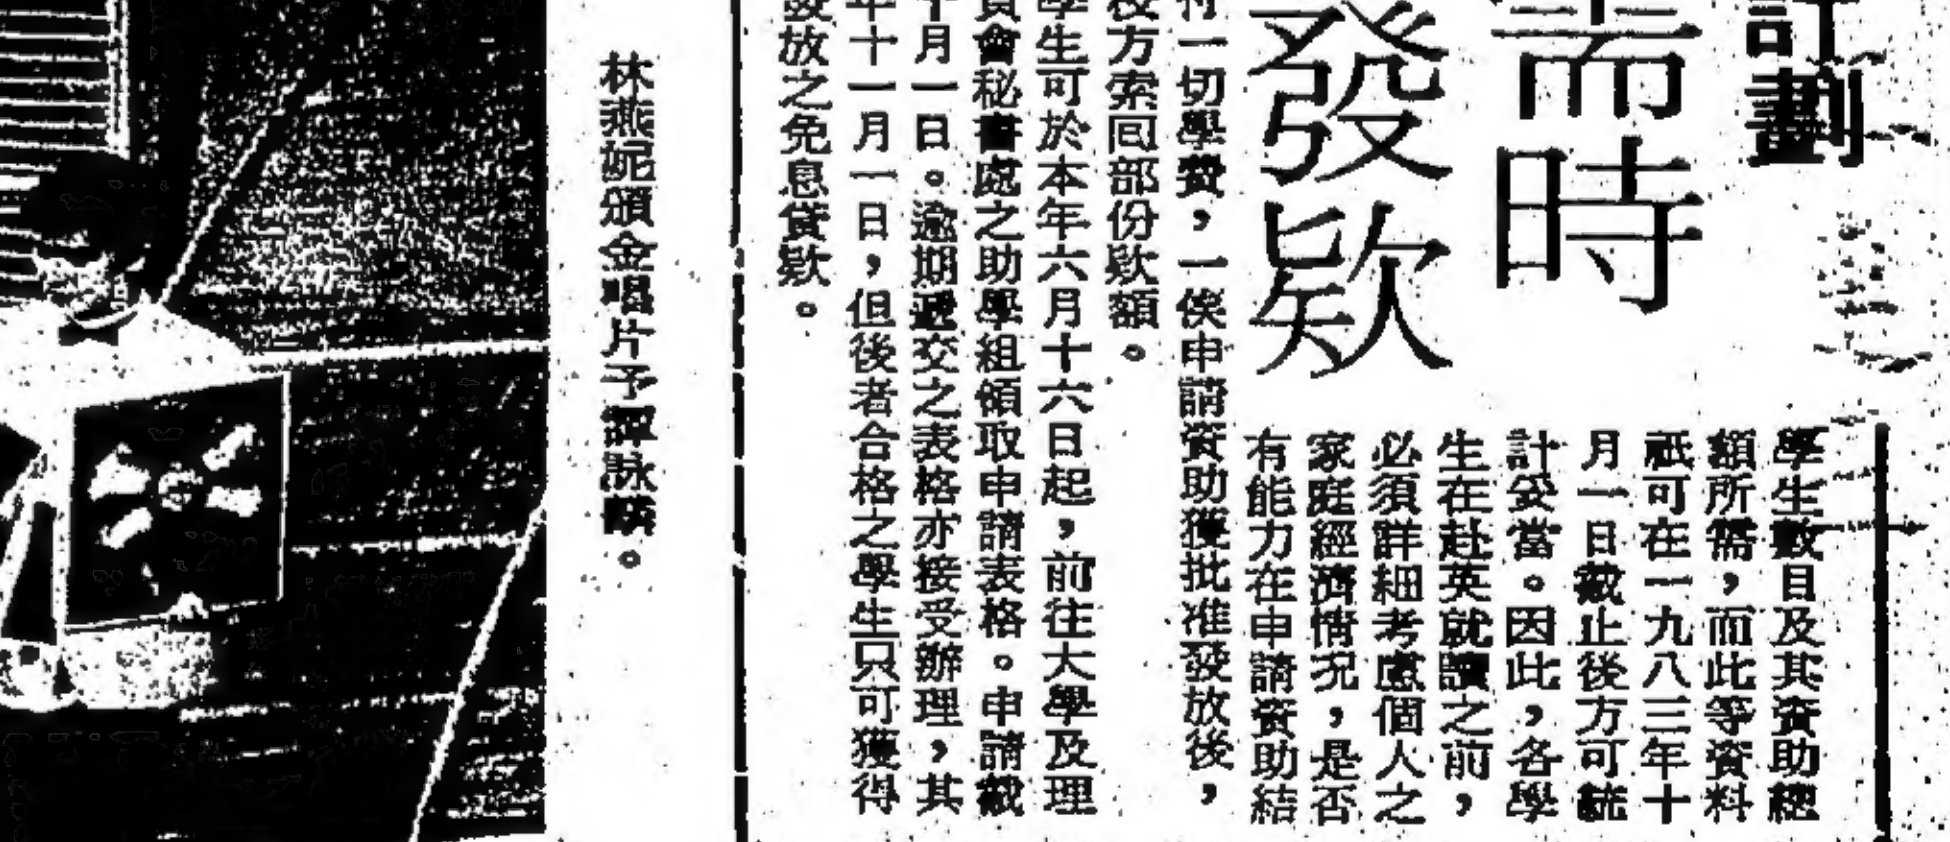 計劃
需時
發欵
學生數目及其資助總
額所需，而此等資料
祇可在一九八三年十
月一日截止後方可統
計妥當。因此，各學
生在赴英就讀之前，
必須詳細考慮個人之
家庭經濟情況，是否
有能力在申請資助結
付一切學費，一俟申請資助獲批准發放後，
校方索回部份欵額。
學生可於本年六月十六日起，前往大學及理
會秘書處之助學組領取申請表格。申請截
十月一日。逾期遞交之表格亦接受辦理，其
年十一月一日，但後者合格之學生只可獲得
發放之免息貸欵。
林燕妮頒金唱片予譚詠麟。